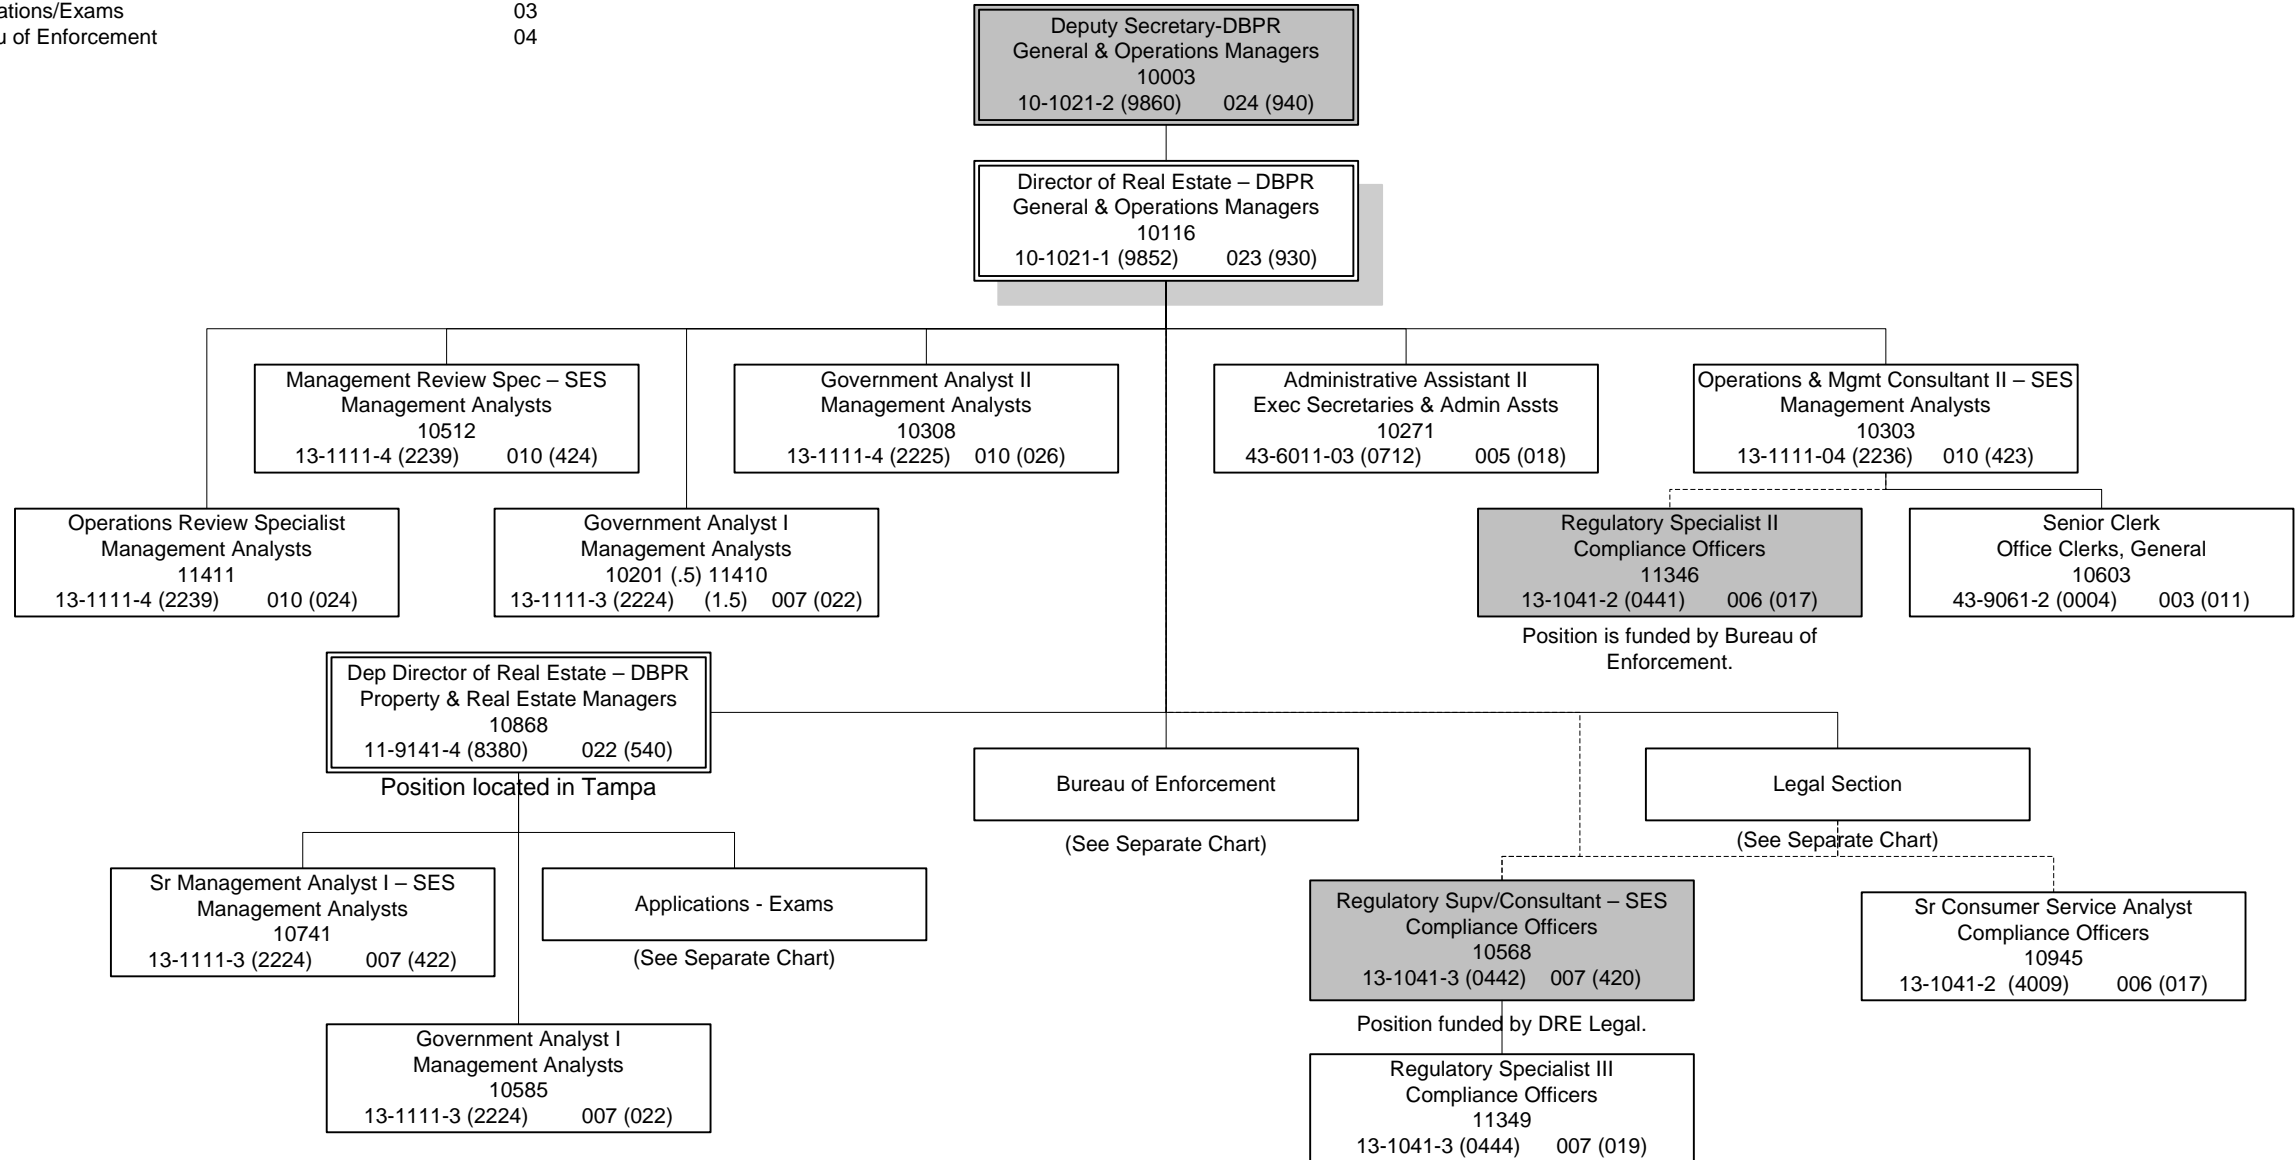 ations/Exams 03
u of Enforcement 04
Deputy Secretary-DBPR
General & Operations Managers
10003
10-1021-2 (9860) 024 (940)
Director of Real Estate – DBPR
General & Operations Managers
10116
10-1021-1 (9852) 023 (930)
Management Review Spec – SES
Management Analysts
10512
13-1111-4 (2239) 010 (424)
Government Analyst II
Management Analysts
10308
13-1111-4 (2225) 010 (026)
Administrative Assistant II
Exec Secretaries & Admin Assts
10271
43-6011-03 (0712) 005 (018)
Operations & Mgmt Consultant II – SES
Management Analysts
10303
13-1111-04 (2236) 010 (423)
Operations Review Specialist
Management Analysts
11411
13-1111-4 (2239) 010 (024)
Government Analyst I
Management Analysts
10201 (.5) 11410
13-1111-3 (2224) (1.5) 007 (022)
Regulatory Specialist II
Compliance Officers
11346
13-1041-2 (0441) 006 (017)
Position is funded by Bureau of
Enforcement.
Senior Clerk
Office Clerks, General
10603
43-9061-2 (0004) 003 (011)
Dep Director of Real Estate – DBPR
Property & Real Estate Managers
10868
11-9141-4 (8380) 022 (540)
Position located in Tampa
Bureau of Enforcement
(See Separate Chart)
Legal Section
(See Separate Chart)
Sr Management Analyst I – SES
Management Analysts
10741
13-1111-3 (2224) 007 (422)
Applications - Exams
(See Separate Chart)
Regulatory Supv/Consultant – SES
Compliance Officers
10568
13-1041-3 (0442) 007 (420)
Position funded by DRE Legal.
Sr Consumer Service Analyst
Compliance Officers
10945
13-1041-2 (4009) 006 (017)
Government Analyst I
Management Analysts
10585
13-1111-3 (2224) 007 (022)
Regulatory Specialist III
Compliance Officers
11349
13-1041-3 (0444) 007 (019)